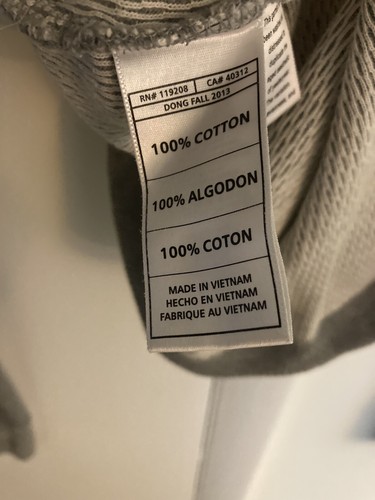 RN# 119208 CA# 40312
DONG FALL 2013
100% COTTON
100% ALGODON
100% COTON
MADE IN VIETNAM
HECHO EN VIETNAM
FABRIQUE AU VIETNAM